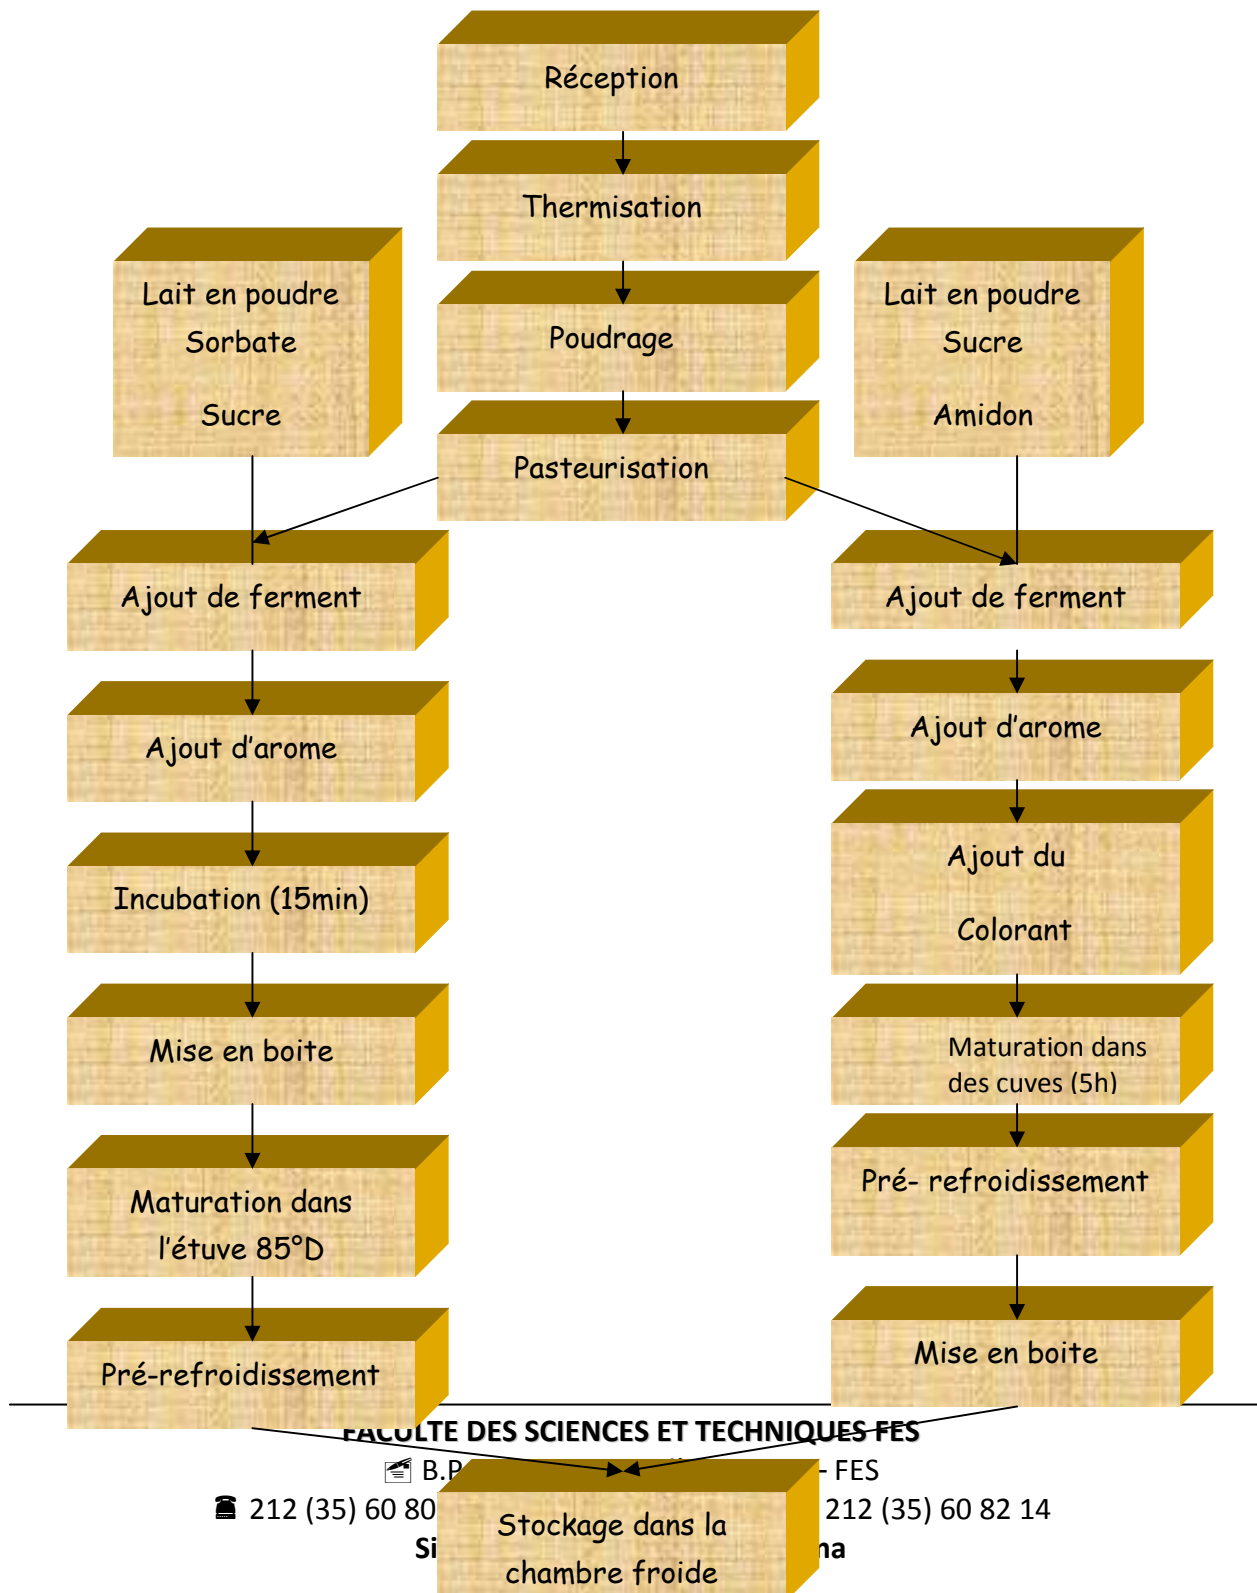 Réception
Thermisation
Lait en poudre
Sorbate
Sucre
Poudrage
Lait en poudre
Sucre
Amidon
Pasteurisation
Ajout de ferment
Ajout d'arome
Incubation (15min)
Mise en boite
Maturation dans
l'étuve 85°D
Pré-refroidissement
Ajout de ferment
Ajout d'arome
Ajout du
Colorant
Maturation dans
des cuves (5h)
Pré- refroidissement
Mise en boite
FACULTE DES SCIENCES ET TECHNIQUES FES
B.P - FES
212 (35) 60 80 212 (35) 60 82 14
Stockage dans la
chambre froide